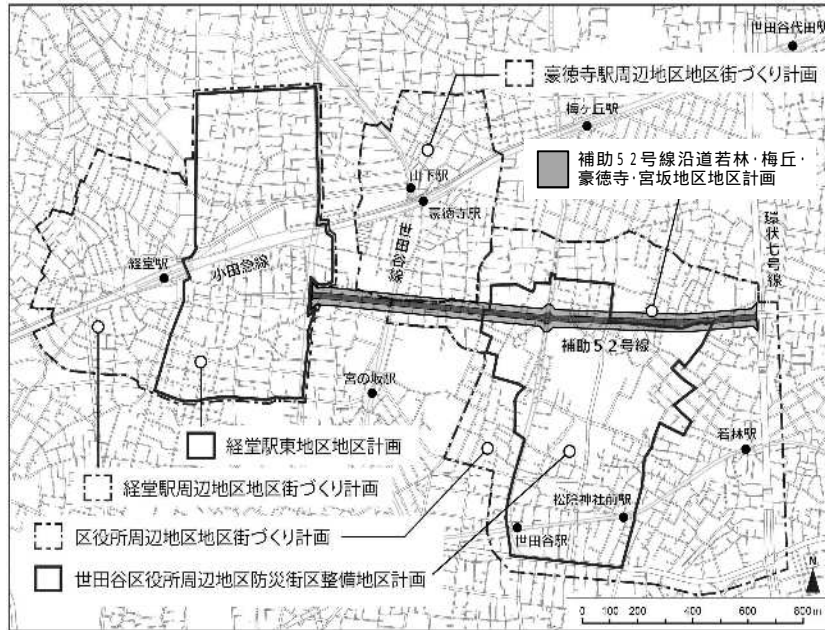 世田谷代田駅
豪徳寺駅周辺地区地区街づくり計画
梅ヶ丘駅
補助52号線沿道若林・梅丘・
豪徳寺・宮坂地区地区計画
山下駅
豪徳寺駅
世田谷線
環状七号線
経堂駅
小田急線
補助52号線
宮の坂駅
経堂駅東地区地区計画
若林駅
経堂駅周辺地区地区街づくり計画
松陰神社前駅
区役所周辺地区地区街づくり計画
世田谷駅
世田谷区役所周辺地区防災街区整備地区計画
N
0 100 200 400 600 800m